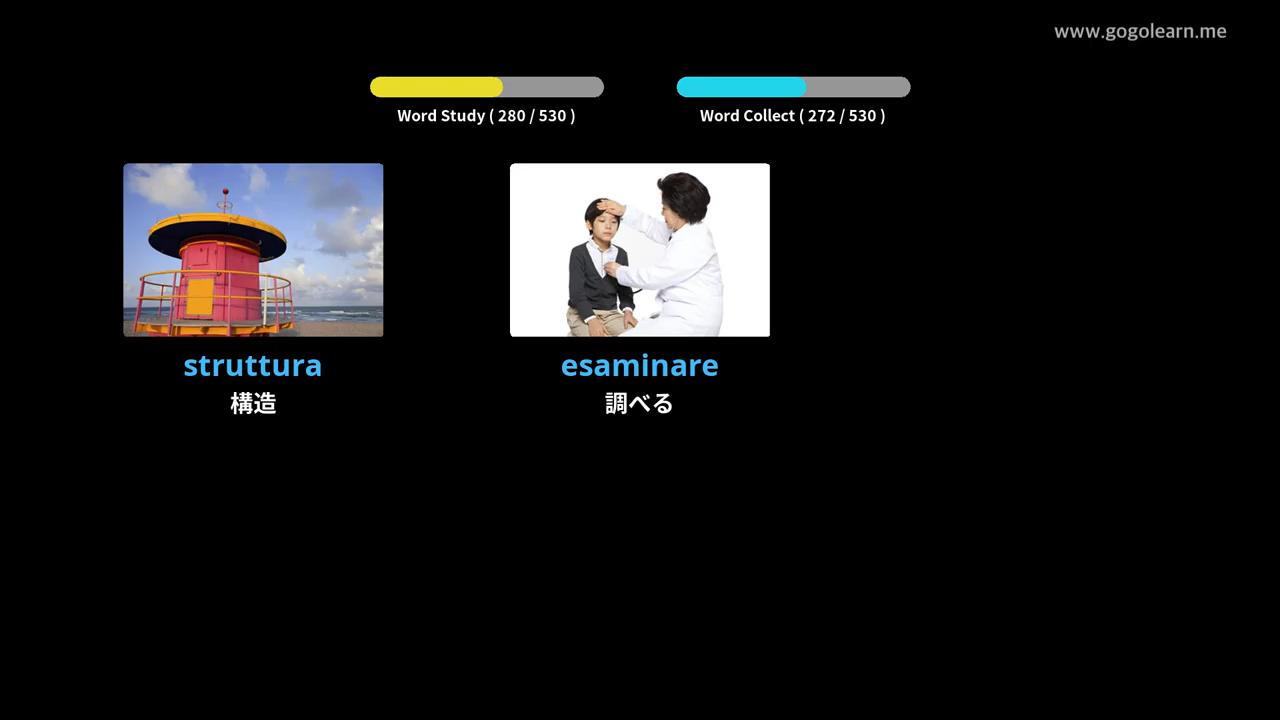 www.gogolearn.me
Word Study ( 280 / 530 )
Word Collect ( 272 / 530 )
struttura
構造
esaminare
調べる